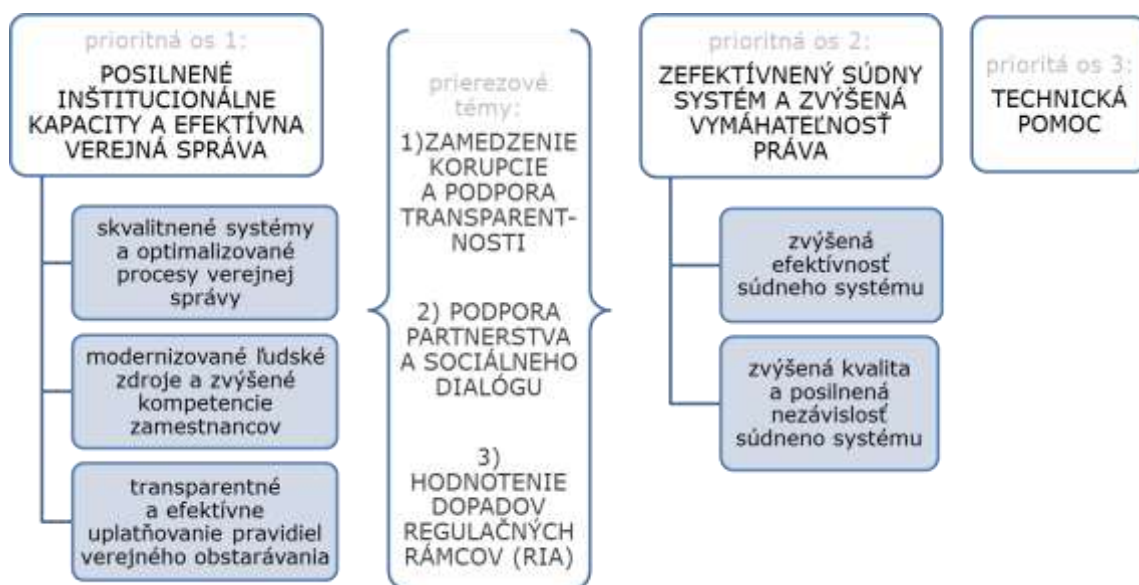 prioritná os 1:
POSILNENÉ
INŠTITUCIONÁLNE
KAPACITY A EFEKTÍVNA
VEREJNÁ SPRÁVA
skvalitnené systémy
a optimalizované
procesy verejnej
správy
modernizované ľudské
zdroje a zvýšené
kompetencie
zamestnancov
transparentné
a efektívne
uplatňovanie pravidiel
verejného obstarávania
prierezové
témy:
1)ZAMEDZENIE
KORUPCIE
A PODPORA
TRANSPARENT-
NOSTI
2) PODPORA
PARTNERSTVA
A SOCIÁLNEHO
DIALÓGU
3)
HODNOTENIE
DOPADOV
REGULAČNÝCH
RÁMCOV (RIA)
prioritná os 2:
ZEFEKTÍVNENÝ SÚDNY
SYSTÉM A ZVÝŠENÁ
VYMÁHATEĽNOSŤ
PRÁVA
zvýšená
efektívnosť
súdneho systému
zvýšená kvalita
a posilnená
nezávislosť
súdneno systému
prioritá os 3:
TECHNICKÁ
POMOC